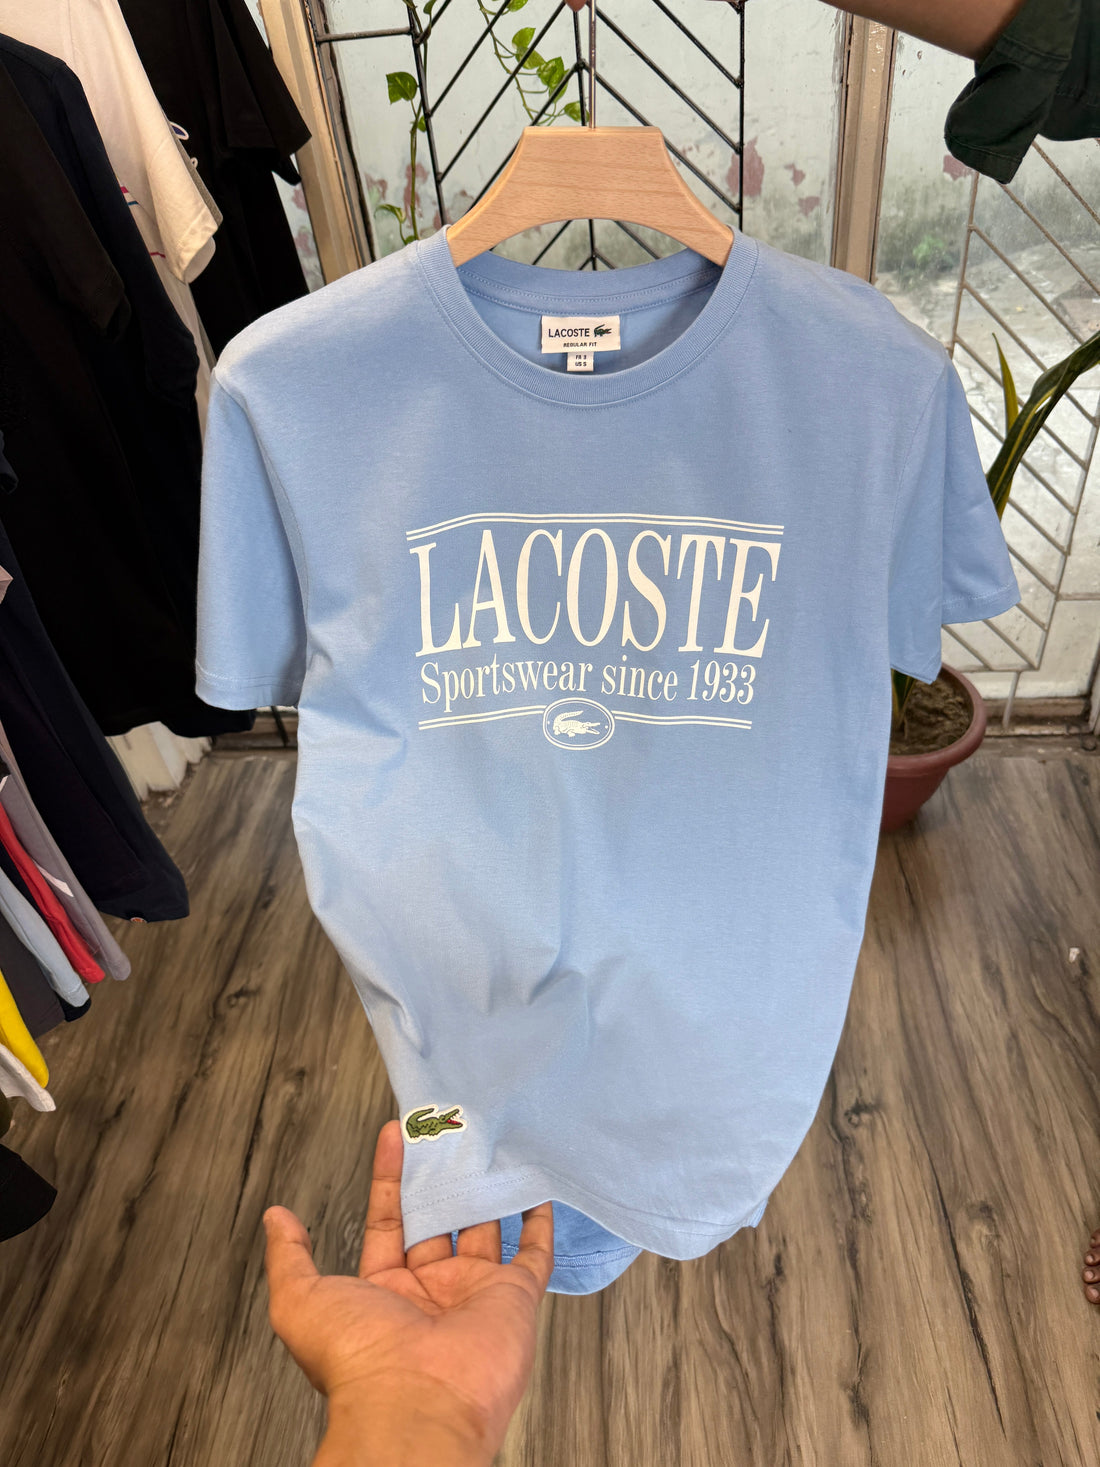 LACOSTE
REGULAR FIT
FR 3
US S
LACOSTE
Sportswear since 1933